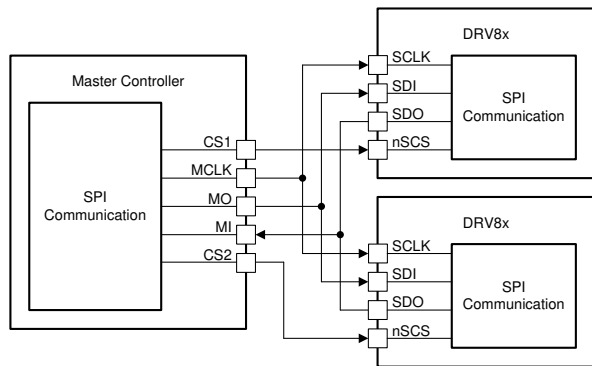 DRV8x
SCLK
SDI
SDO
nSCS
SPI
Communication
Master Controller
SPI
Communication
CS1
MCLK
MO
MI
CS2
DRV8x
SCLK
SDI
SDO
nSCS
SPI
Communication